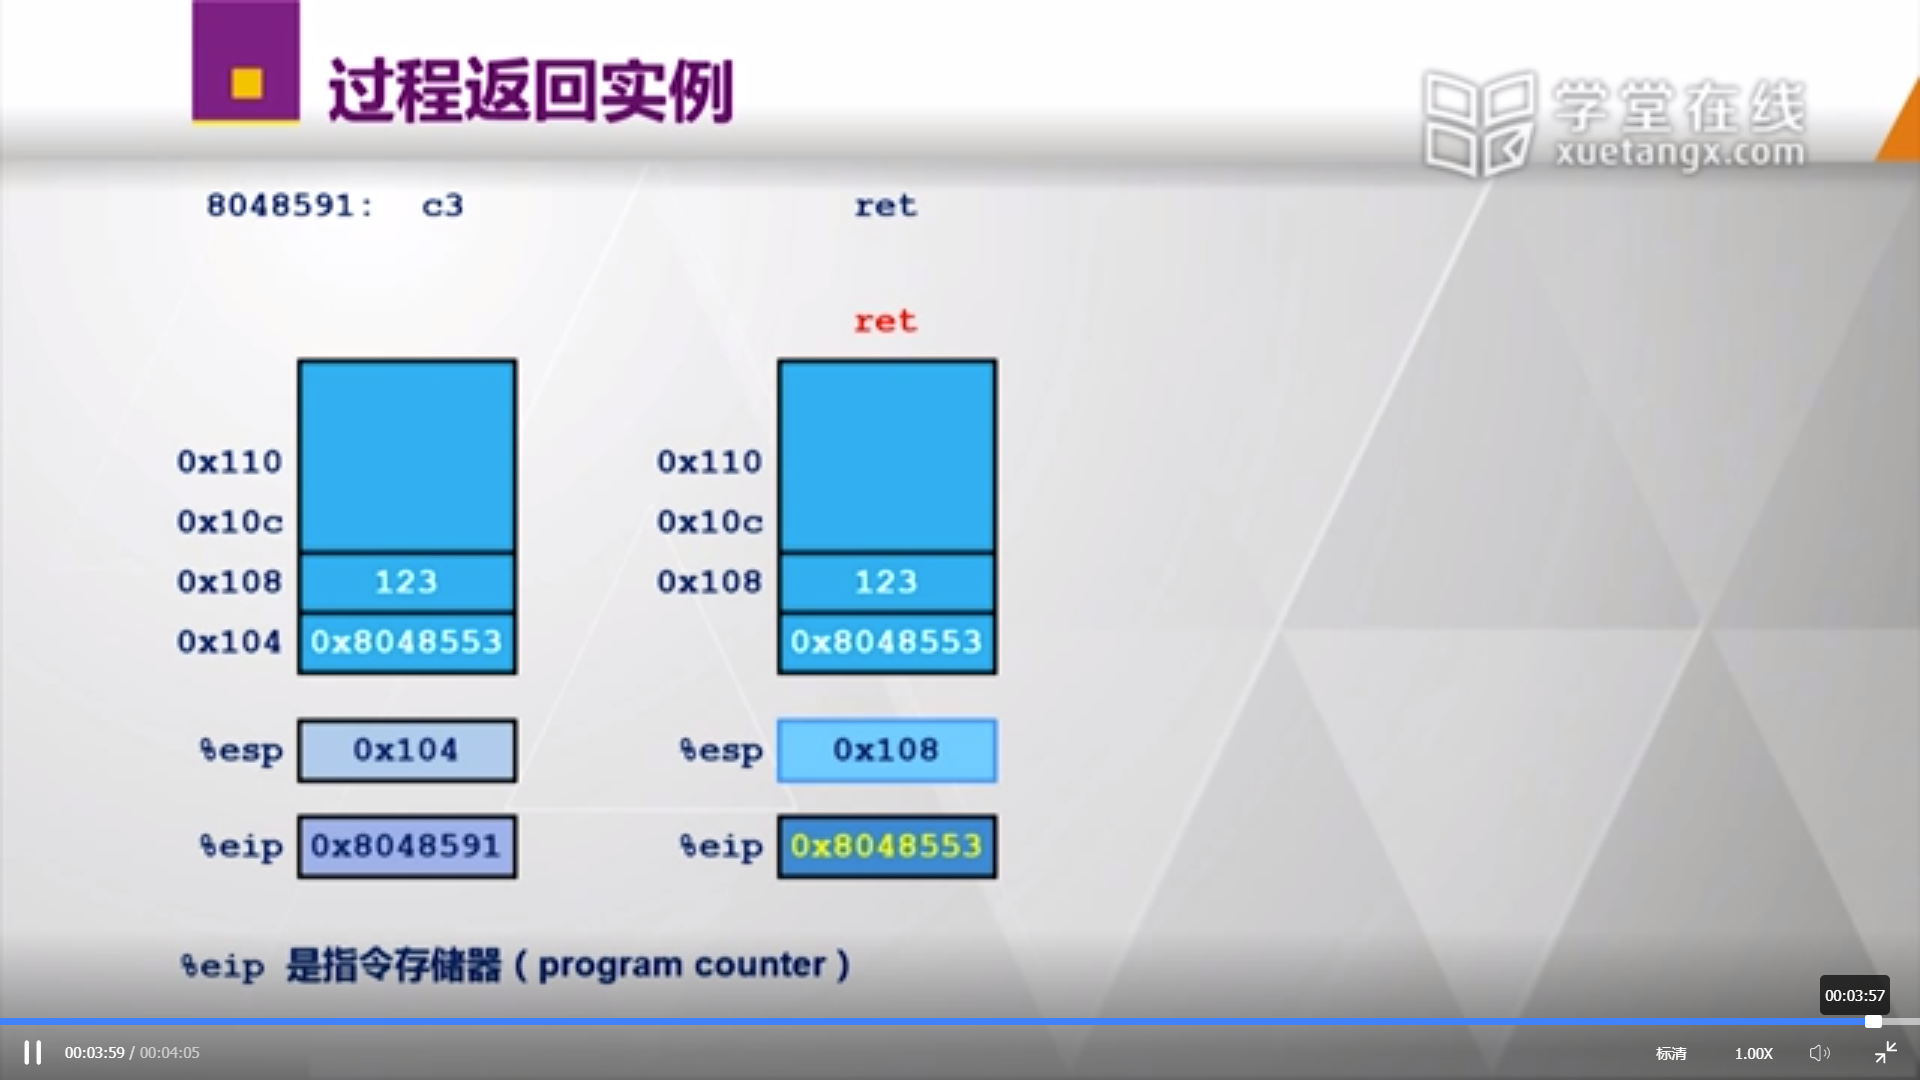 过程返回实例
学堂在线
xuetangx.com
8048591: c3 ret
ret
0x110 0x110
0x10c 0x10c
0x108 123 0x108 123
0x104 0x8048553 0x8048553
%esp 0x104 %esp 0x108
%eip 0x8048591 %eip 0x8048553
%eip 是指令存储器 ( program counter )
00:03:57
00:03:59 / 00:04:05 标清 1.00X